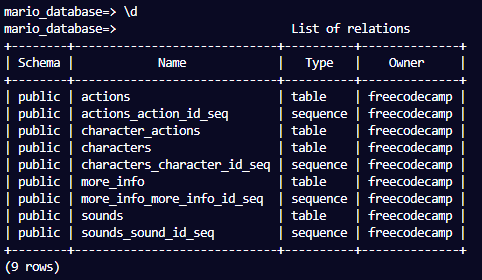 mario_database=> \d
mario_database=>                         List of relations
+--------+-----------------------------+----------+--------------+
| Schema |            Name             |   Type   |    Owner     |
+--------+-----------------------------+----------+--------------+
| public | actions                     | table    | freecodecamp |
| public | actions_action_id_seq       | sequence | freecodecamp |
| public | character_actions           | table    | freecodecamp |
| public | characters                  | table    | freecodecamp |
| public | characters_character_id_seq | sequence | freecodecamp |
| public | more_info                   | table    | freecodecamp |
| public | more_info_more_info_id_seq  | sequence | freecodecamp |
| public | sounds                      | table    | freecodecamp |
| public | sounds_sound_id_seq         | sequence | freecodecamp |
+--------+-----------------------------+----------+--------------+
(9 rows)